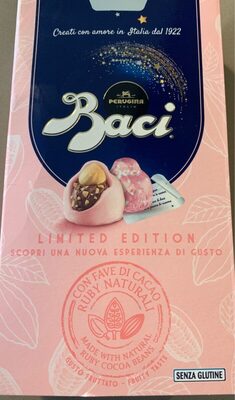 Creati con amore in Italia dal 1922
PERUGINA
ITALIA
Baci
LIMITED EDITION
SCOPRI UNA NUOVA ESPERIENZA DI GUSTO
CON FAVE DI CACAO
RUBY NATURALI
MADE WITH NATURAL
RUBY COCOA BEANS
GUSTO FRUTTATO - FRUITY TASTE
SENZA GLUTINE